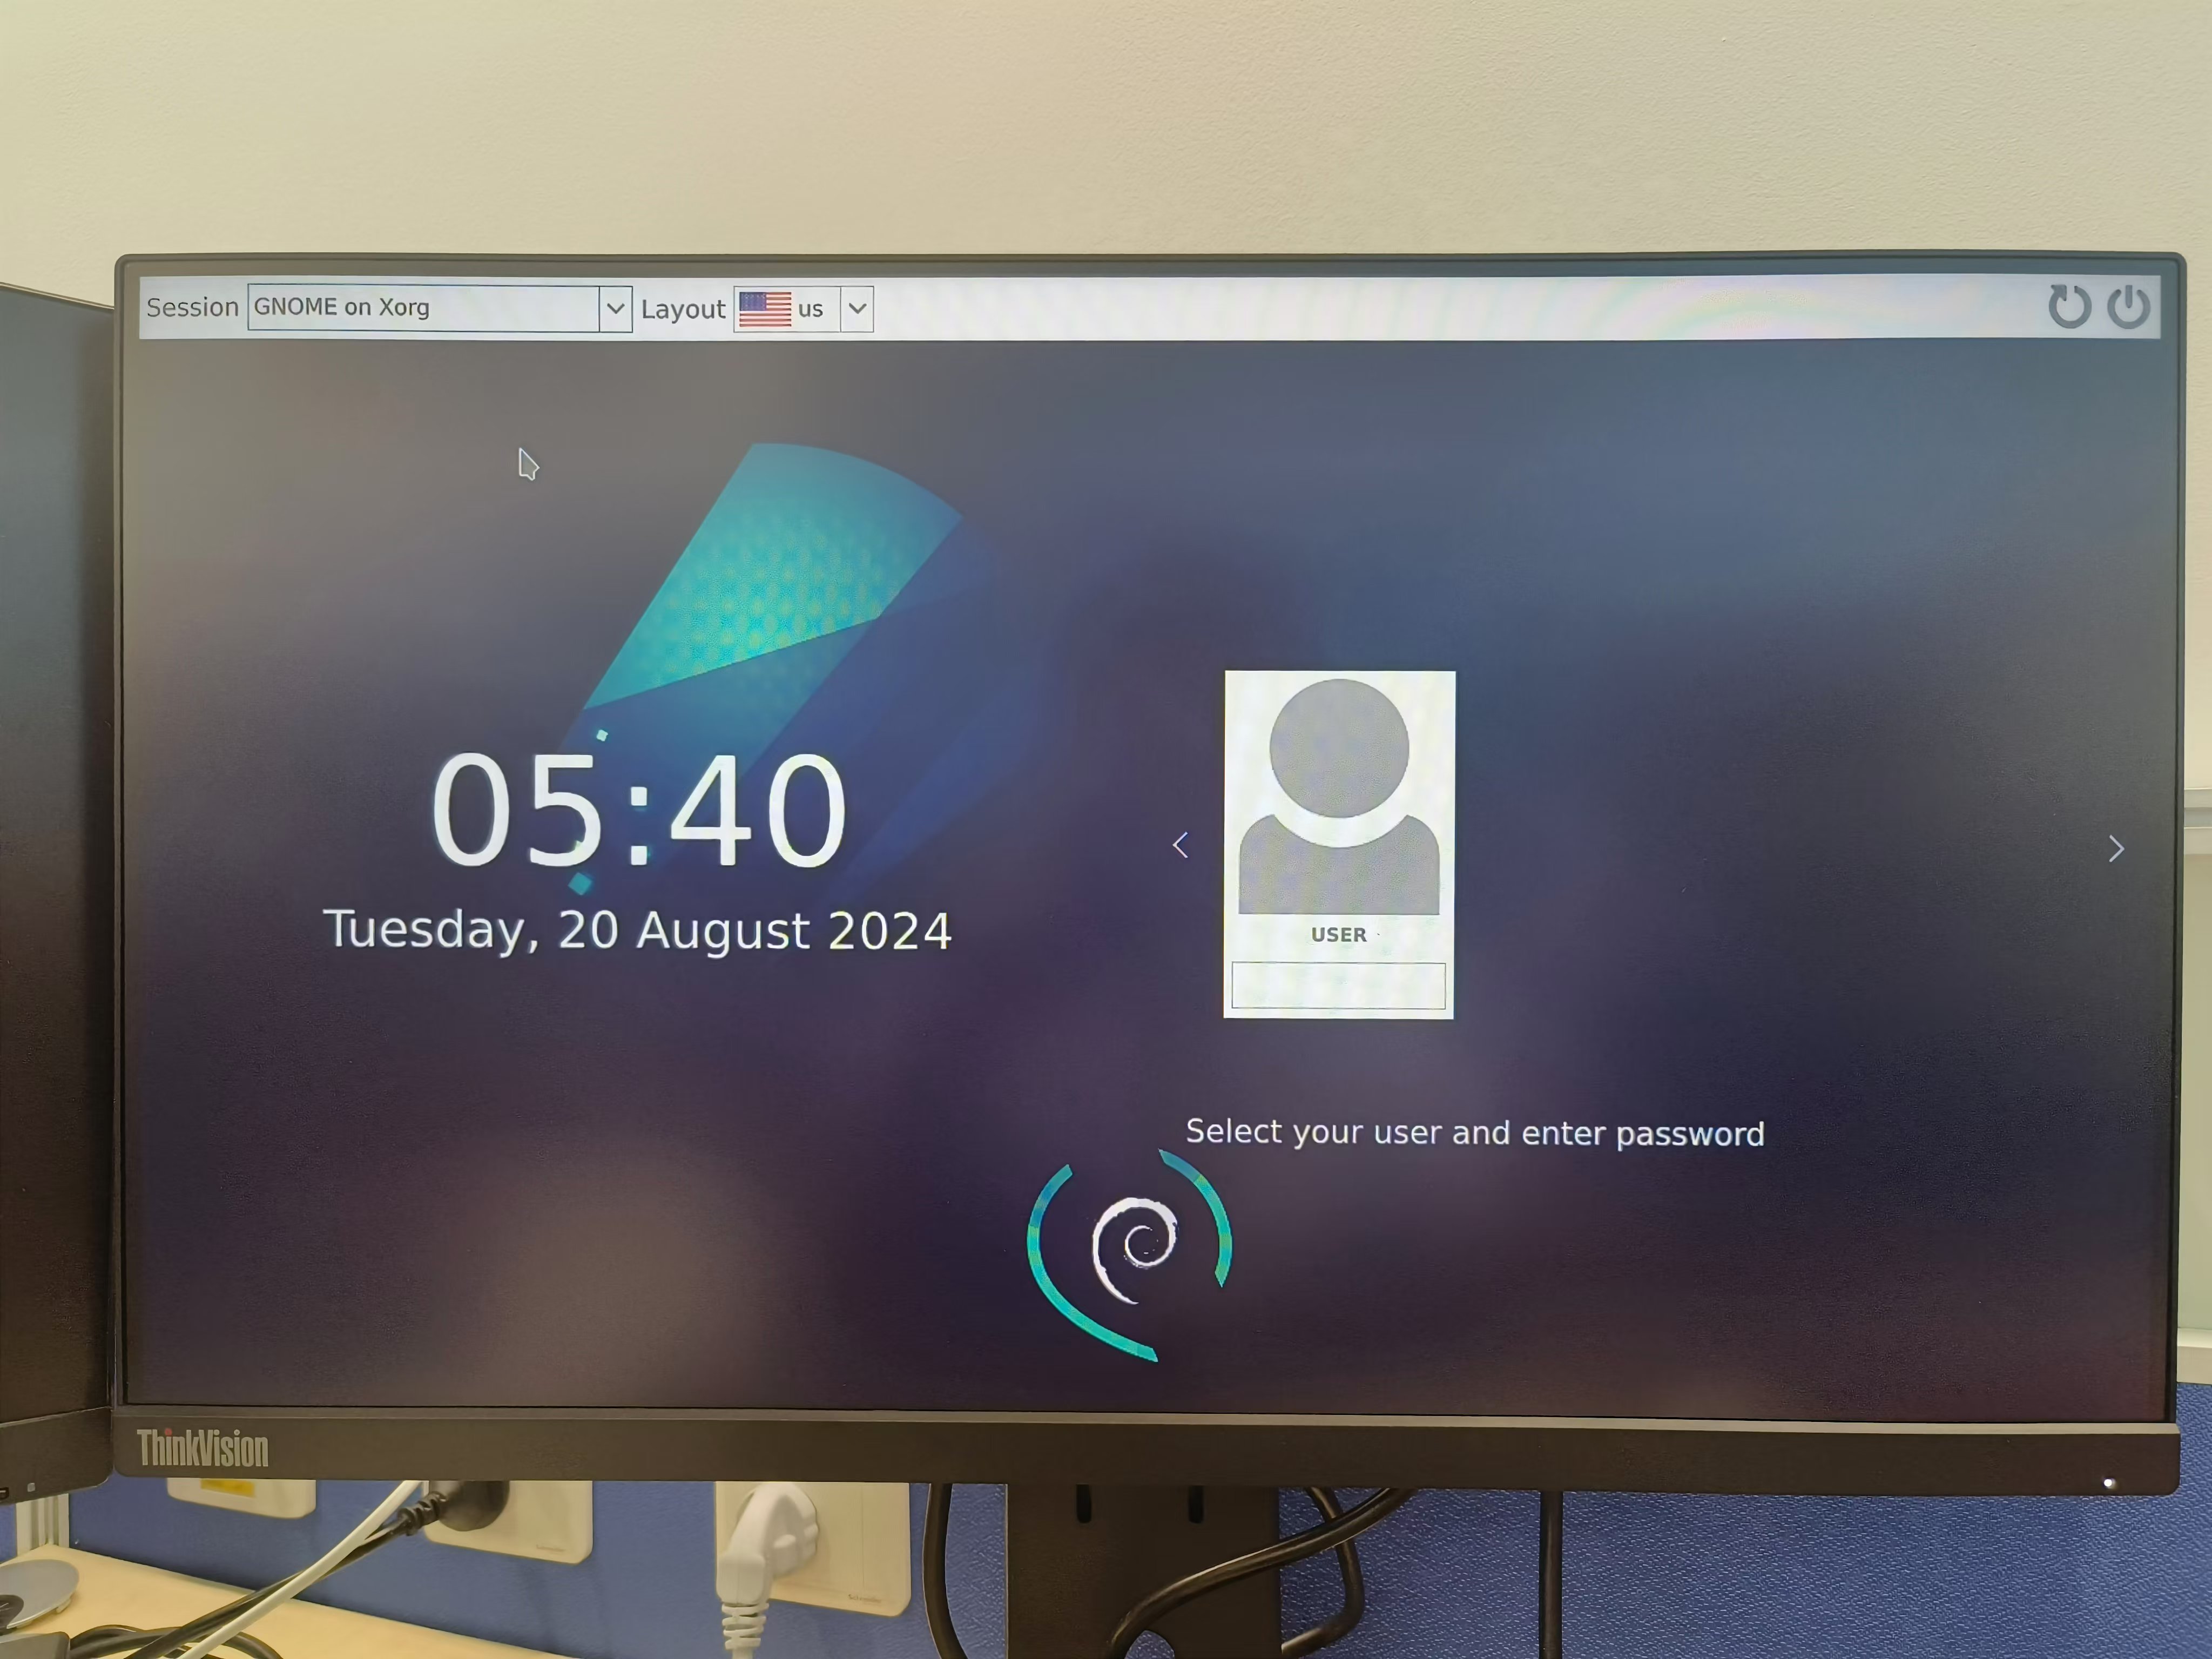 Session GNOME on Xorg Layout us
05:40
Tuesday, 20 August 2024
USER
Select your user and enter password
ThinkVision